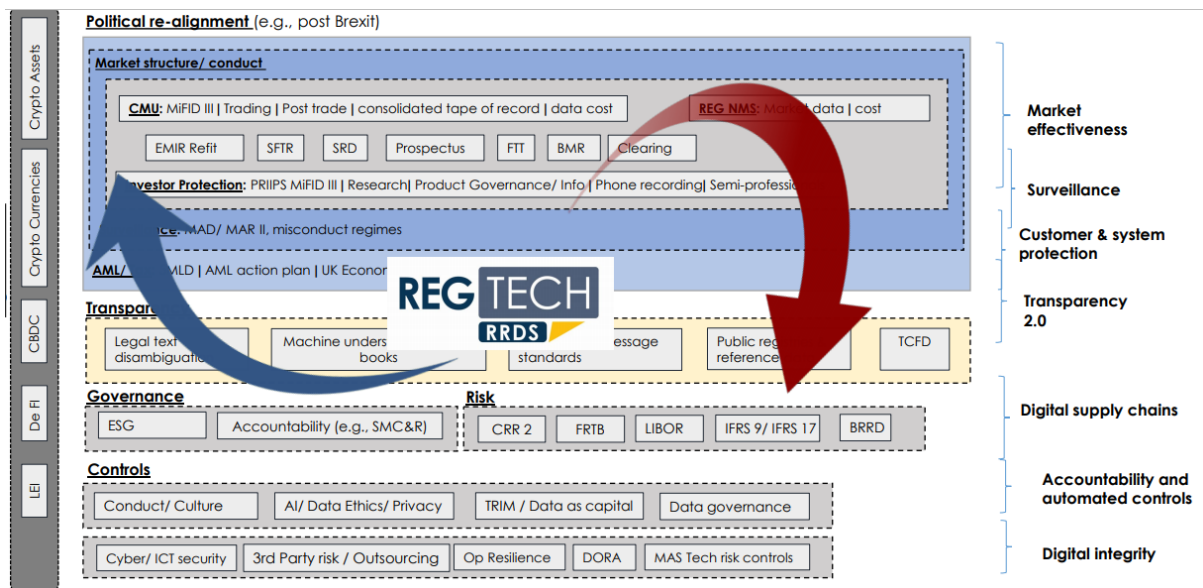 Political re-alignment (e.g., post Brexit)
Crypto Assets
Crypto Currencies
CBDC
De FI
LEI
Market structure/ conduct
CMU: MiFID III | Trading | Post trade | consolidated tape of record | data cost
REG NMS: Market data | cost
EMIR Refit
SFTR
SRD
Prospectus
FTT
BMR
Clearing
Investor Protection: PRIIPS MiFID III | Research| Product Governance/ Info | Phone recording| Semi-professio
MAD/ MAR II, misconduct regimes
AML/ MLD | AML action plan | UK Econo
REGTECH
RRDS
Transpare
Legal text
disambiguati
Machine unders
books
essage
standards
Public reg
reference
TCFD
Governance
ESG
Accountability (e.g., SMC&R)
Risk
CRR 2
FRTB
LIBOR
IFRS 9/ IFRS 17
BRRD
Controls
Conduct/ Culture
AI/ Data Ethics/ Privacy
TRIM / Data as capital
Data governance
Cyber/ ICT security
3rd Party risk / Outsourcing
Op Resilience
DORA
MAS Tech risk controls
Market
effectiveness
Surveillance
Customer & system
protection
Transparency
2.0
Digital supply chains
Accountability and
automated controls
Digital integrity